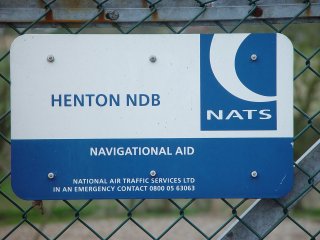 HENTON NDB
NATS
NAVIGATIONAL AID
NATIONAL AIR TRAFFIC SERVICES LTD
IN AN EMERGENCY CONTACT 0800 05 63063